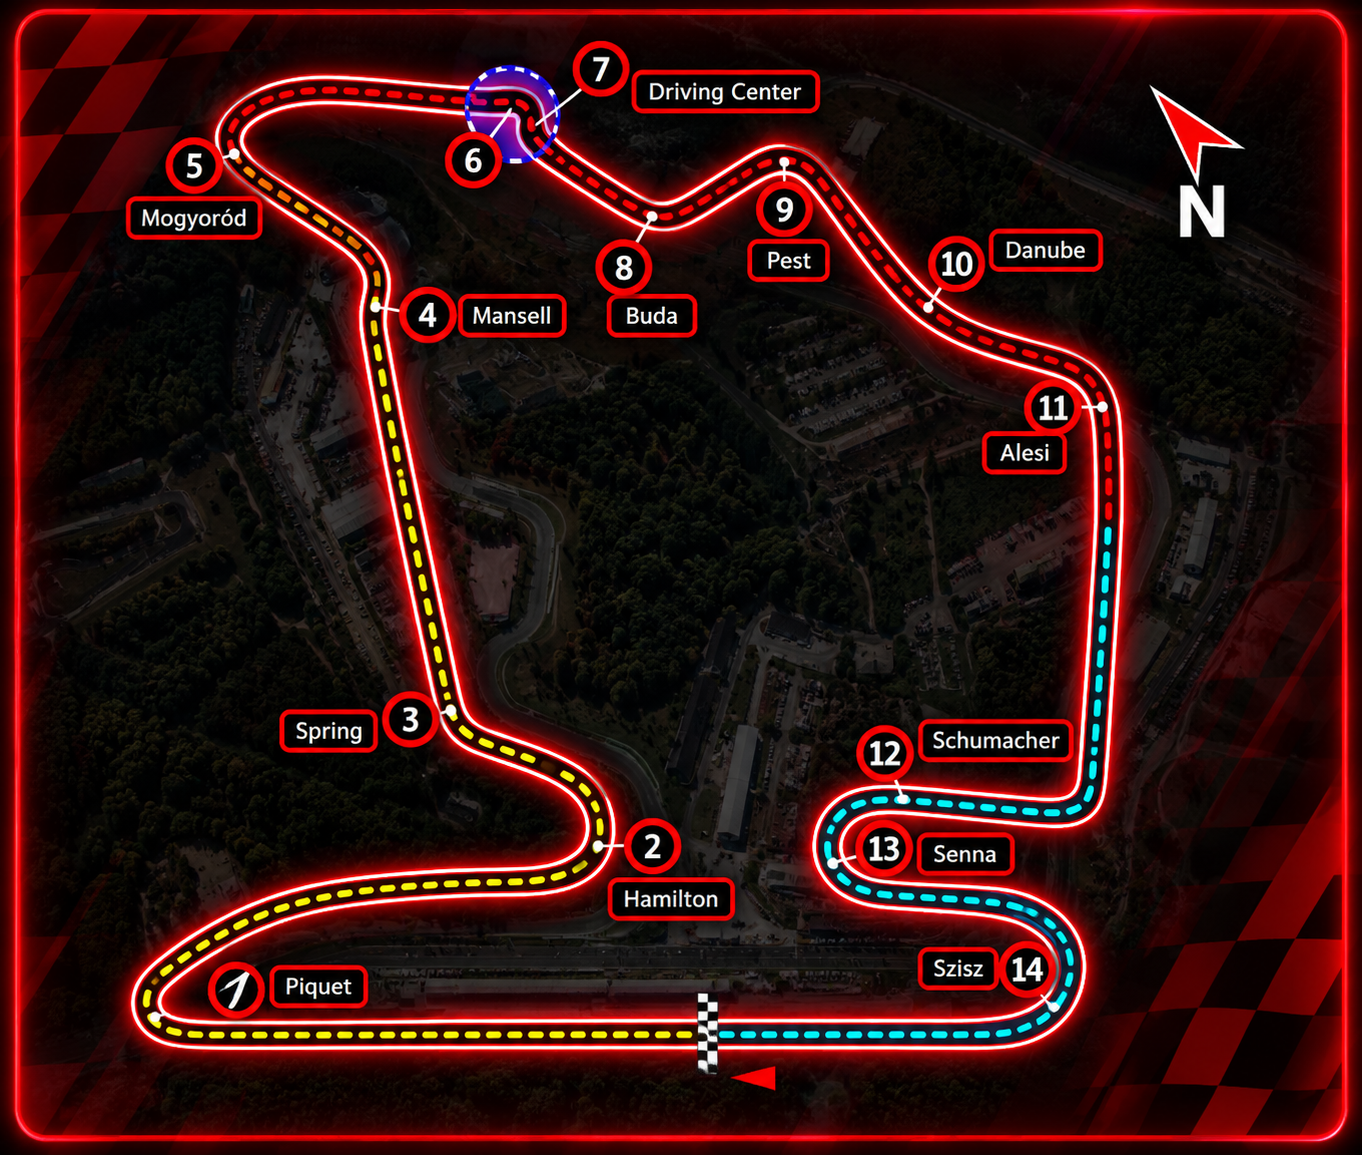 7 Driving Center
6
5
Mogyoród
9
Pest
10 Danube
8
Buda
4 Mansell
N
11
Alesi
3
Spring
12 Schumacher
2
Hamilton
13 Senna
Szisz 14
1 Piquet